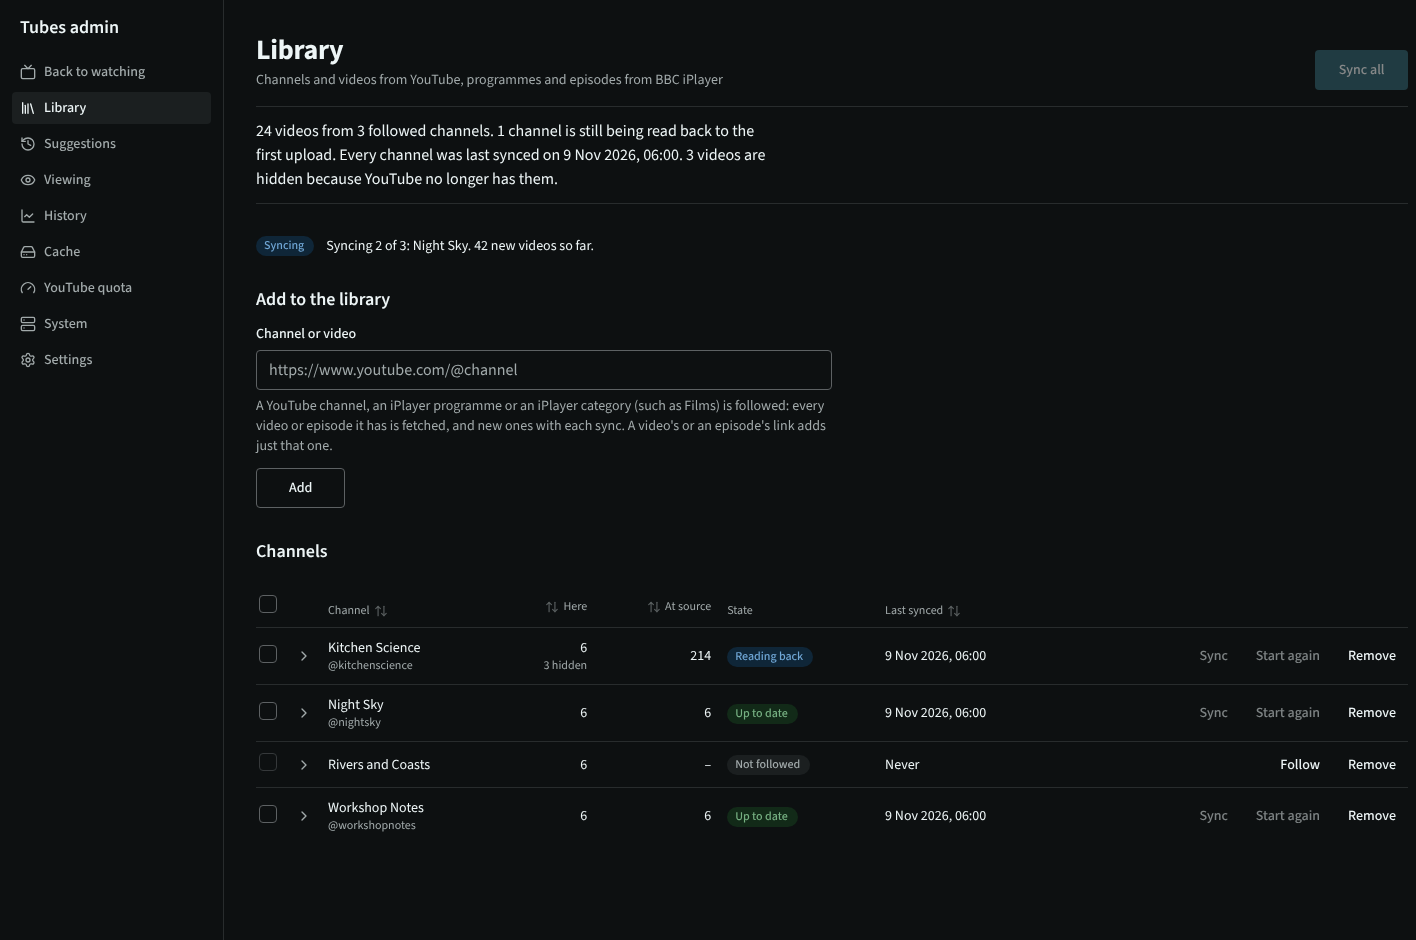 Tubes admin
Back to watching
Library
Suggestions
Viewing
History
Cache
YouTube quota
System
Settings
Library
Channels and videos from YouTube, programmes and episodes from BBC iPlayer
Sync all
24 videos from 3 followed channels. 1 channel is still being read back to the
first upload. Every channel was last synced on 9 Nov 2026, 06:00. 3 videos are
hidden because YouTube no longer has them.
Syncing Syncing 2 of 3: Night Sky. 42 new videos so far.
Add to the library
Channel or video
https://www.youtube.com/@channel
A YouTube channel, an iPlayer programme or an iPlayer category (such as Films) is followed: every
video or episode it has is fetched, and new ones with each sync. A video's or an episode's link adds
just that one.
Add
Channels
Channel Here At source State Last synced
Kitchen Science 6 214 Reading back 9 Nov 2026, 06:00 Sync Start again Remove
@kitchenscience 3 hidden
Night Sky 6 6 Up to date 9 Nov 2026, 06:00 Sync Start again Remove
@nightsky
Rivers and Coasts 6 – Not followed Never Follow Remove
Workshop Notes 6 6 Up to date 9 Nov 2026, 06:00 Sync Start again Remove
@workshopnotes